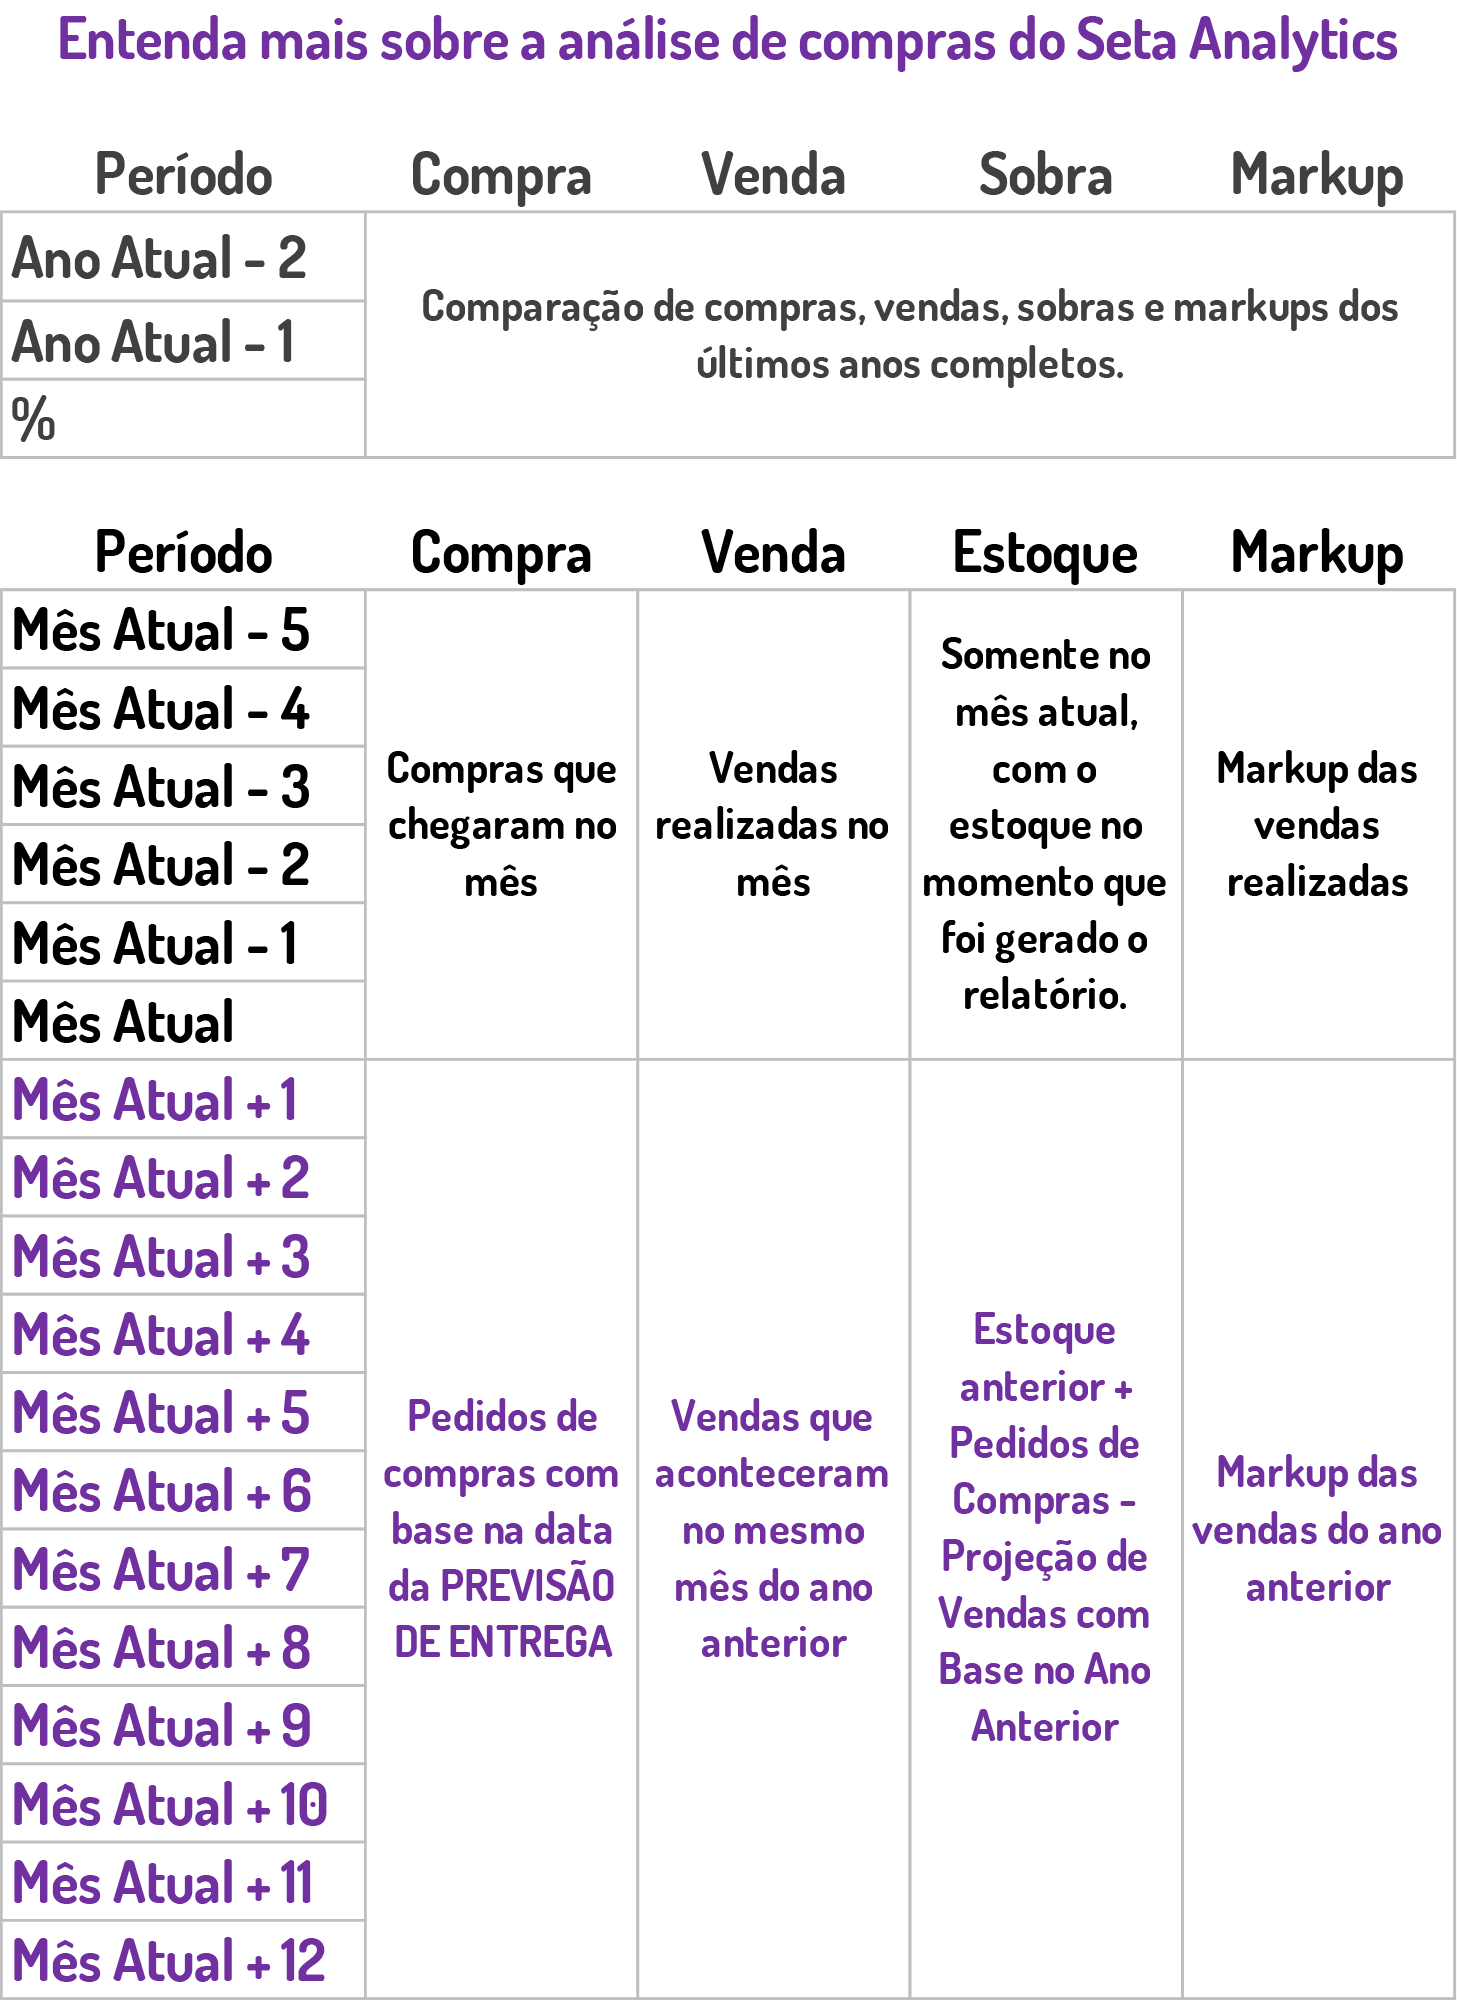 Entenda mais sobre a análise de compras do Seta Analytics
Período Compra Venda Sobra Markup
Ano Atual - 2
Ano Atual - 1
%
Comparação de compras, vendas, sobras e markups dos
últimos anos completos.
Período Compra Venda Estoque Markup
Mês Atual - 5
Mês Atual - 4
Mês Atual - 3
Mês Atual - 2
Mês Atual - 1
Mês Atual
Compras que
chegaram no
mês
Vendas
realizadas no
mês
Somente no
mês atual,
com o
estoque no
momento que
foi gerado o
relatório.
Markup das
vendas
realizadas
Mês Atual + 1
Mês Atual + 2
Mês Atual + 3
Mês Atual + 4
Mês Atual + 5
Mês Atual + 6
Mês Atual + 7
Mês Atual + 8
Mês Atual + 9
Mês Atual + 10
Mês Atual + 11
Mês Atual + 12
Pedidos de
compras com
base na data
da PREVISÃO
DE ENTREGA
Vendas que
aconteceram
no mesmo
mês do ano
anterior
Estoque
anterior +
Pedidos de
Compras -
Projeção de
Vendas com
Base no Ano
Anterior
Markup das
vendas do ano
anterior